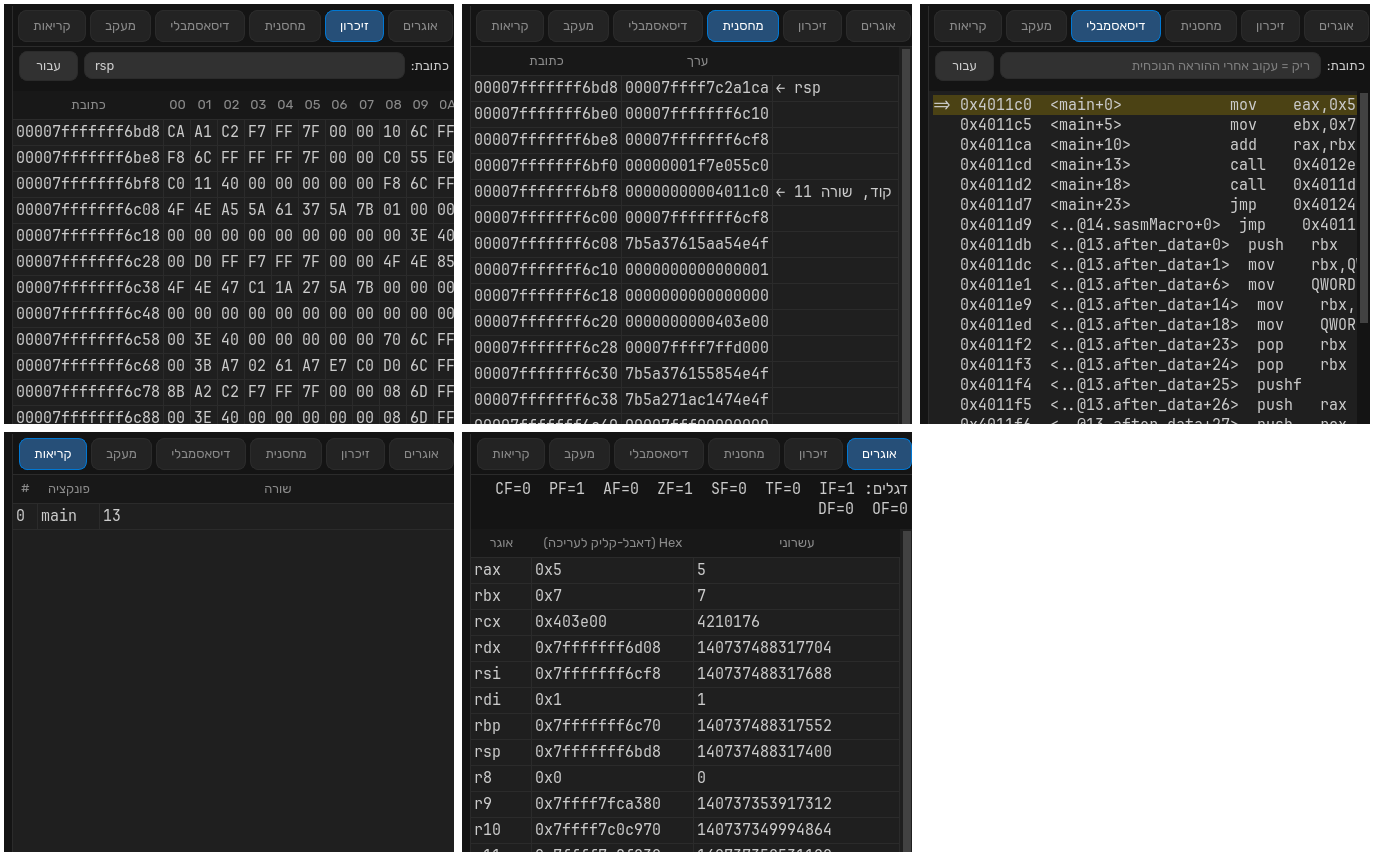 אוגרים זיכרון מחסנית דיסאסמבלי מעקב קריאות
כתובת: rsp עבור
כתובת 00 01 02 03 04 05 06 07 08 09 0A
00007fffffff6bd8 CA A1 C2 F7 FF 7F 00 00 10 6C FF
00007fffffff6be8 F8 6C FF FF FF 7F 00 00 C0 55 E0
00007fffffff6bf8 C0 11 40 00 00 00 00 00 F8 6C FF
00007fffffff6c08 4F 4E A5 5A 61 37 5A 7B 01 00 00
00007fffffff6c18 00 00 00 00 00 00 00 00 00 3E 40
00007fffffff6c28 00 D0 FF F7 FF 7F 00 00 4F 4E 85
00007fffffff6c38 4F 4E 47 C1 1A 27 5A 7B 00 00 00
00007fffffff6c48 00 00 00 00 00 00 00 00 00 00 00
00007fffffff6c58 00 3E 40 00 00 00 00 00 70 6C FF
00007fffffff6c68 00 3B A7 02 61 A7 E7 C0 D0 6C FF
00007fffffff6c78 8B A2 C2 F7 FF 7F 00 00 08 6D FF
00007fffffff6c88 00 3E 40 00 00 00 00 00 08 6D FF
אוגרים זיכרון מחסנית דיסאסמבלי מעקב קריאות
כתובת ערך
00007fffffff6bd8 00007ffff7c2a1ca ← rsp
00007fffffff6be0 00007fffffff6c10
00007fffffff6be8 00007fffffff6cf8
00007fffffff6bf0 00000001f7e055c0
00007fffffff6bf8 00000000004011c0 ← קוד, שורה 11
00007fffffff6c00 00007fffffff6cf8
00007fffffff6c08 7b5a37615aa54e4f
00007fffffff6c10 0000000000000001
00007fffffff6c18 0000000000000000
00007fffffff6c20 0000000000403e00
00007fffffff6c28 00007ffff7ffd000
00007fffffff6c30 7b5a376155854e4f
00007fffffff6c38 7b5a271ac1474e4f
אוגרים זיכרון מחסנית דיסאסמבלי מעקב קריאות
כתובת: ריק = עקוב אחרי ההוראה הנוכחית עבור
=> 0x4011c0 <main+0> mov eax,0x5
0x4011c5 <main+5> mov ebx,0x7
0x4011ca <main+10> add rax,rbx
0x4011cd <main+13> call 0x4012e
0x4011d2 <main+18> call 0x4011d
0x4011d7 <main+23> jmp 0x40124
0x4011d9 <..@14.sasmMacro+0> jmp 0x4011
0x4011db <..@13.after_data+0> push rbx
0x4011dc <..@13.after_data+1> mov rbx,Q
0x4011e1 <..@13.after_data+6> mov QWORD
0x4011e9 <..@13.after_data+14> mov rbx,
0x4011ed <..@13.after_data+18> mov QWOR
0x4011f2 <..@13.after_data+23> pop rbx
0x4011f3 <..@13.after_data+24> pop rbx
0x4011f4 <..@13.after_data+25> pushf
0x4011f5 <..@13.after_data+26> push rax
אוגרים זיכרון מחסנית דיסאסמבלי מעקב קריאות
# פונקציה שורה
0 main 13
אוגרים זיכרון מחסנית דיסאסמבלי מעקב קריאות
דגלים: CF=0 PF=1 AF=0 ZF=1 SF=0 TF=0 IF=1
DF=0 OF=0
אוגר Hex (דאבל-קליק לעריכה) עשרוני
rax 0x5 5
rbx 0x7 7
rcx 0x403e00 4210176
rdx 0x7fffffff6d08 140737488317704
rsi 0x7fffffff6cf8 140737488317688
rdi 0x1 1
rbp 0x7fffffff6c70 140737488317552
rsp 0x7fffffff6bd8 140737488317400
r8 0x0 0
r9 0x7ffff7fca380 140737353917312
r10 0x7ffff7c0c970 140737349994864